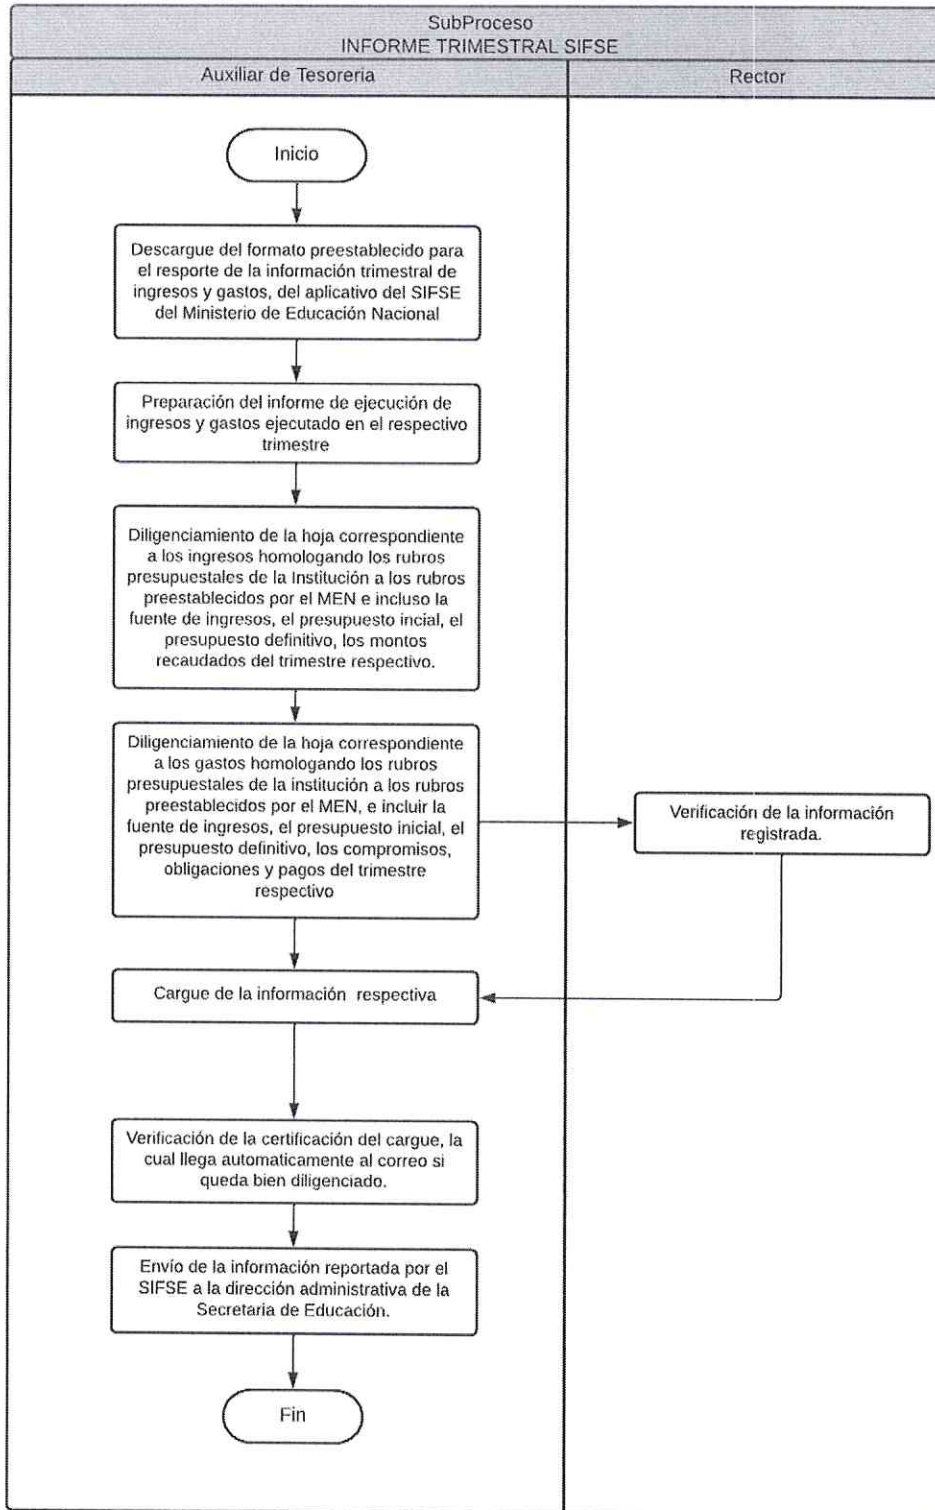 SubProceso
INFORME TRIMESTRAL SIFSE
Auxiliar de Tesoreria
Rector
Inicio
Descargue del formato preestablecido para
el resporte de la información trimestral de
ingresos y gastos, del aplicativo del SIFSE
del Ministerio de Educación Nacional
Preparación del informe de ejecución de
ingresos y gastos ejecutado en el respectivo
trimestre
Diligenciamiento de la hoja correspondiente
a los ingresos homologando los rubros
presupuestales de la Institución a los rubros
preestablecidos por el MEN e incluso la
fuente de ingresos, el presupuesto incial, el
presupuesto definitivo, los montos
recaudados del trimestre respectivo.
Diligenciamiento de la hoja correspondiente
a los gastos homologando los rubros
presupuestales de la institución a los rubros
preestablecidos por el MEN, e incluir la
fuente de ingresos, el presupuesto inicial, el
presupuesto definitivo, los compromisos,
obligaciones y pagos del trimestre
respectivo
Verificación de la información
registrada.
Cargue de la información respectiva
Verificación de la certificación del cargue, la
cual llega automaticamente al correo si
queda bien diligenciado.
Envío de la información reportada por el
SIFSE a la dirección administrativa de la
Secretaria de Educación.
Fin